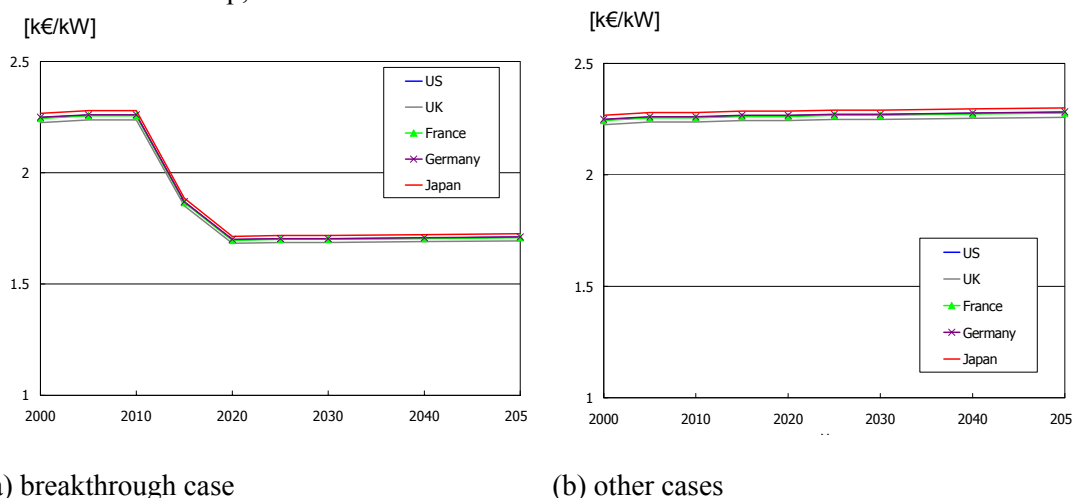 [k€/kW]
2.5
2
1.5
1
2000 2010 2020 2030 2040 205
US
UK
France
Germany
Japan
a) breakthrough case
[k€/kW]
2.5
2
1.5
1
2000 2010 2020 2030 2040 205
US
UK
France
Germany
Japan
(b) other cases